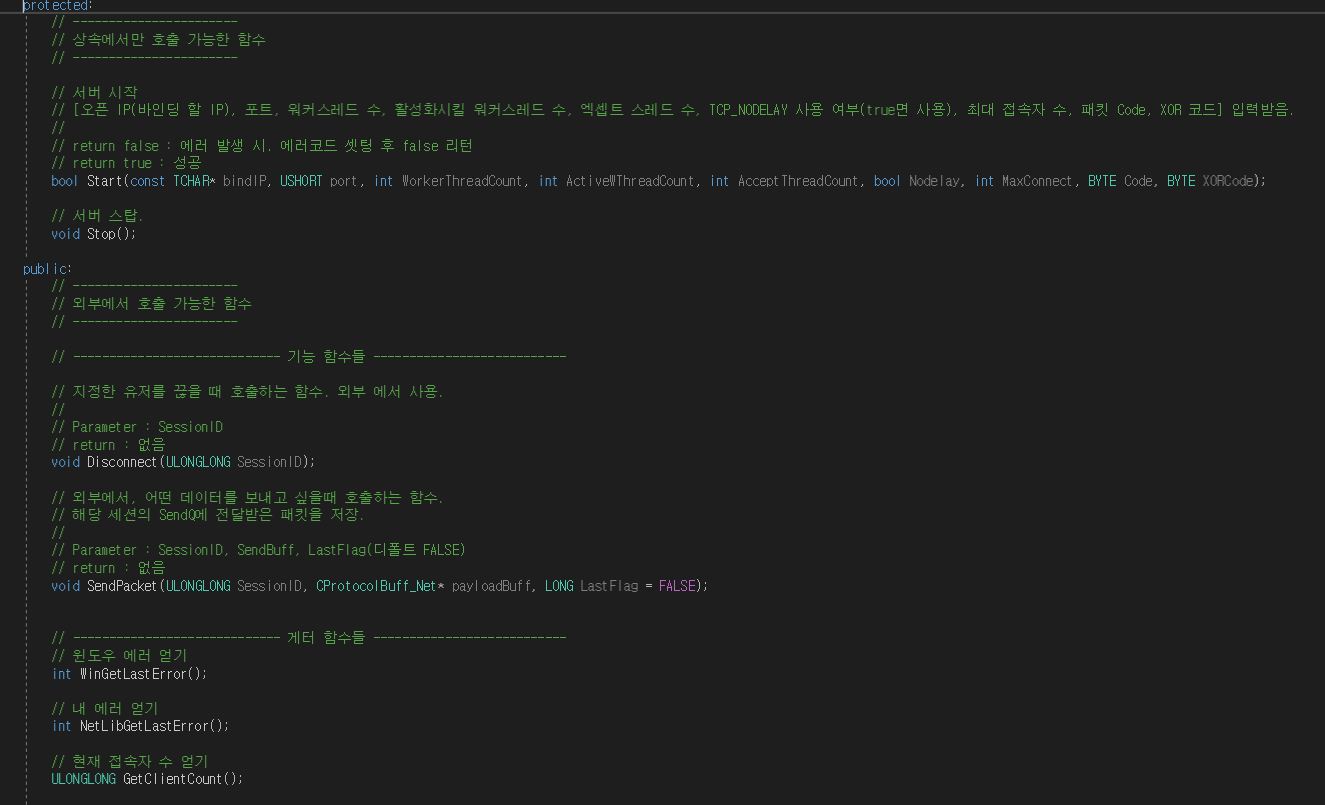 protected:
// -----------------------
// 상속에서만 호출 가능한 함수
// -----------------------
// 서버 시작
// [오픈 IP(바인딩 할 IP), 포트, 워커스레드 수, 활성화시킬 워커스레드 수, 엑셉트 스레드 수, TCP_NODELAY 사용 여부(true면 사용), 최대 접속자 수, 패킷 Code, XOR 코드] 입력받음.
//
// return false : 에러 발생 시. 에러코드 셋팅 후 false 리턴
// return true : 성공
bool Start(const TCHAR* bindIP, USHORT port, int WorkerThreadCount, int ActiveWThreadCount, int AcceptThreadCount, bool Nodelay, int MaxConnect, BYTE Code, BYTE XORCode);
// 서버 스탑.
void Stop();
public:
// -----------------------
// 외부에서 호출 가능한 함수
// -----------------------
// ----------------------------- 기능 함수들 ---------------------------
// 지정한 유저를 끊을 때 호출하는 함수. 외부 에서 사용.
//
// Parameter : SessionID
// return : 없음
void Disconnect(ULONGLONG SessionID);
// 외부에서, 어떤 데이터를 보내고 싶을때 호출하는 함수.
// 해당 세션의 SendQ에 전달받은 패킷을 저장.
//
// Parameter : SessionID, SendBuff, LastFlag(디폴트 FALSE)
// return : 없음
void SendPacket(ULONGLONG SessionID, CProtocolBuff_Net* payloadBuff, LONG LastFlag = FALSE);
// ----------------------------- 게터 함수들 ---------------------------
// 윈도우 에러 얻기
int WinGetLastError();
// 내 에러 얻기
int NetLibGetLastError();
// 현재 접속자 수 얻기
ULONGLONG GetClientCount();